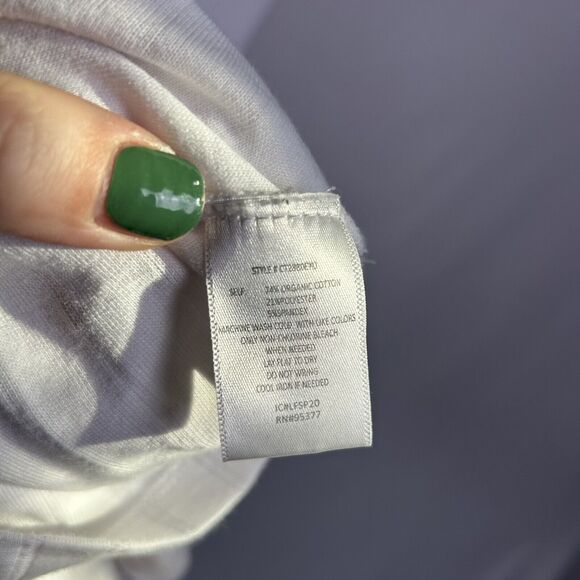 STYLE # CT2880EYU
SELF: 74% ORGANIC COTTON
21%POLYESTER
5%SPANDEX
MACHINE WASH COLD WITH LIKE COLORS
ONLY NON-CHLORINE BLEACH
WHEN NEEDED
LAY FLAT TO DRY
DO NOT WRING
COOL IRON IF NEEDED
IC#LFSP20
RN#95377